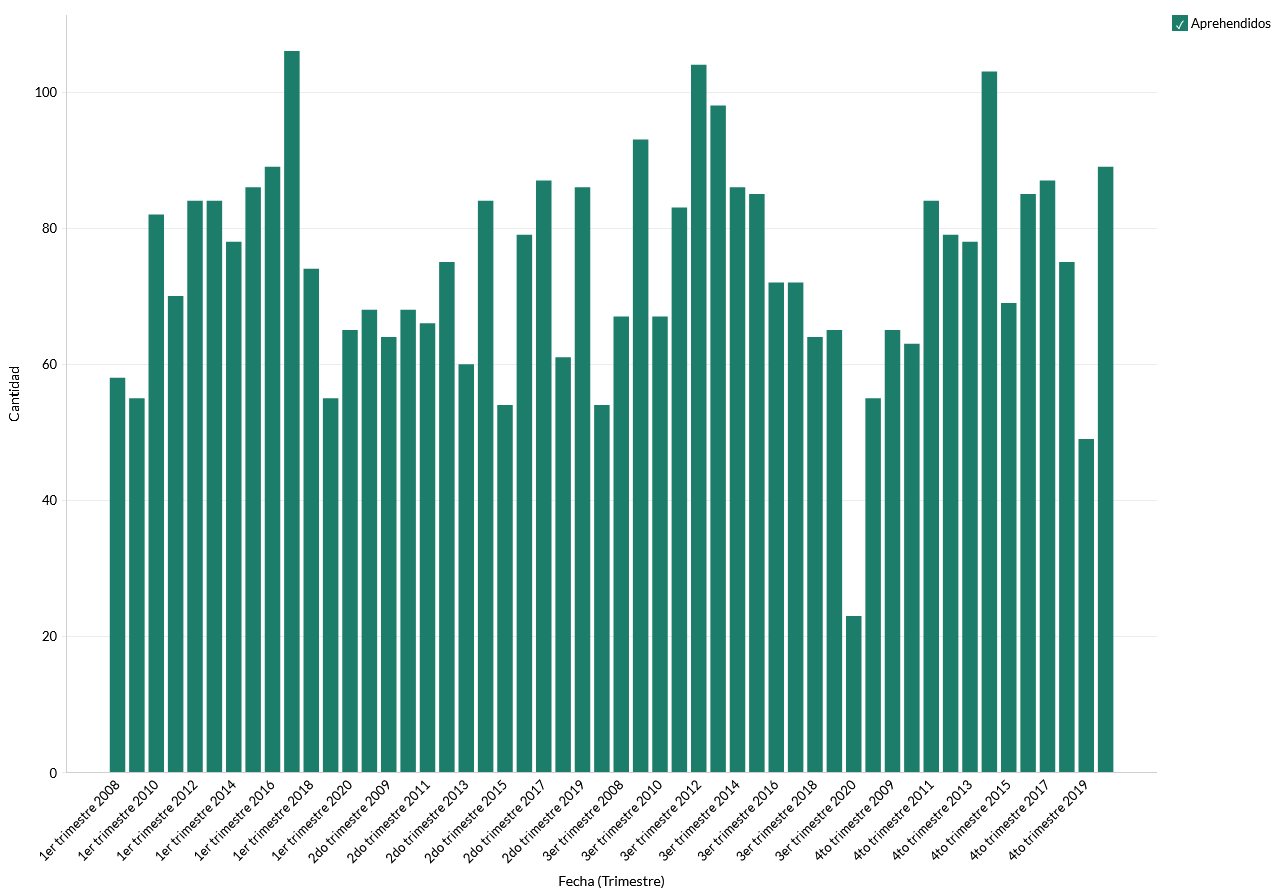 ✓ Aprehendidos
100
80
60
40
20
0
Cantidad
1er trimestre 2008
1er trimestre 2010
1er trimestre 2012
1er trimestre 2014
1er trimestre 2016
1er trimestre 2018
1er trimestre 2020
2do trimestre 2009
2do trimestre 2011
2do trimestre 2013
2do trimestre 2015
2do trimestre 2017
2do trimestre 2019
3er trimestre 2008
3er trimestre 2010
3er trimestre 2012
3er trimestre 2014
3er trimestre 2016
3er trimestre 2018
3er trimestre 2020
4to trimestre 2009
4to trimestre 2011
4to trimestre 2013
4to trimestre 2015
4to trimestre 2017
4to trimestre 2019
Fecha (Trimestre)